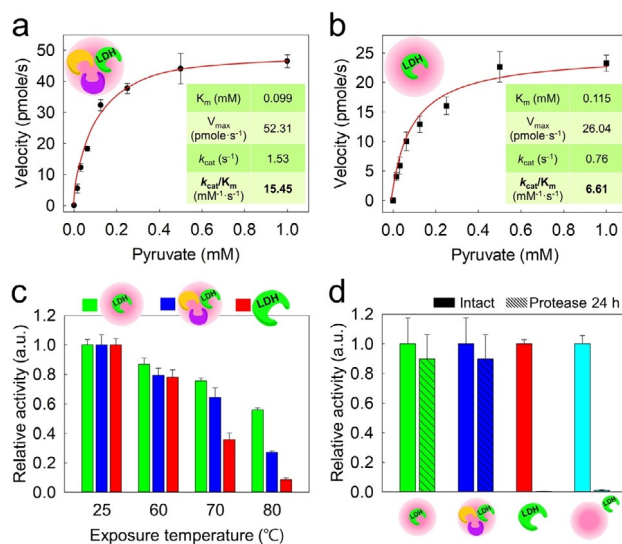 a
Velocity (pmole/s)
60
50
40
30
20
10
0.0
0.0 0.2 0.4 0.6 0.8 1.0
Pyruvate (mM)
LDH
Km (mM) 0.099
Vmax (pmole·s⁻¹) 52.31
kcat (s⁻¹) 1.53
kcat/Km (mM⁻¹·s⁻¹) 15.45
b
Velocity (pmole/s)
30
25
20
15
10
5
0
0.0 0.2 0.4 0.6 0.8 1.0
Pyruvate (mM)
LDH
Km (mM) 0.115
Vmax (pmole·s⁻¹) 26.04
kcat (s⁻¹) 0.76
kcat/Km (mM⁻¹·s⁻¹) 6.61
c
LDH LDH LDH
Relative activity (a.u.)
1.2
1.0
0.8
0.6
0.4
0.2
0.0
25 60 70 80
Exposure temperature (℃)
d
Intact Protease 24 h
Relative activity (a.u.)
1.2
1.0
0.8
0.6
0.4
0.2
0.0
LDH LDH LDH LDH